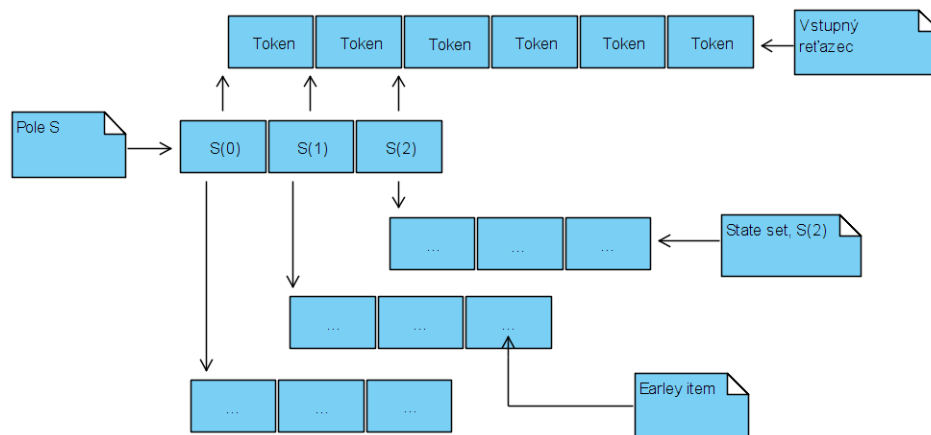 Token Token Token Token Token Token
Vstupný
reťazec
Pole S
S(0) S(1) S(2)
... ... ...
State set, S(2)
... ... ...
Earley item
... ... ...